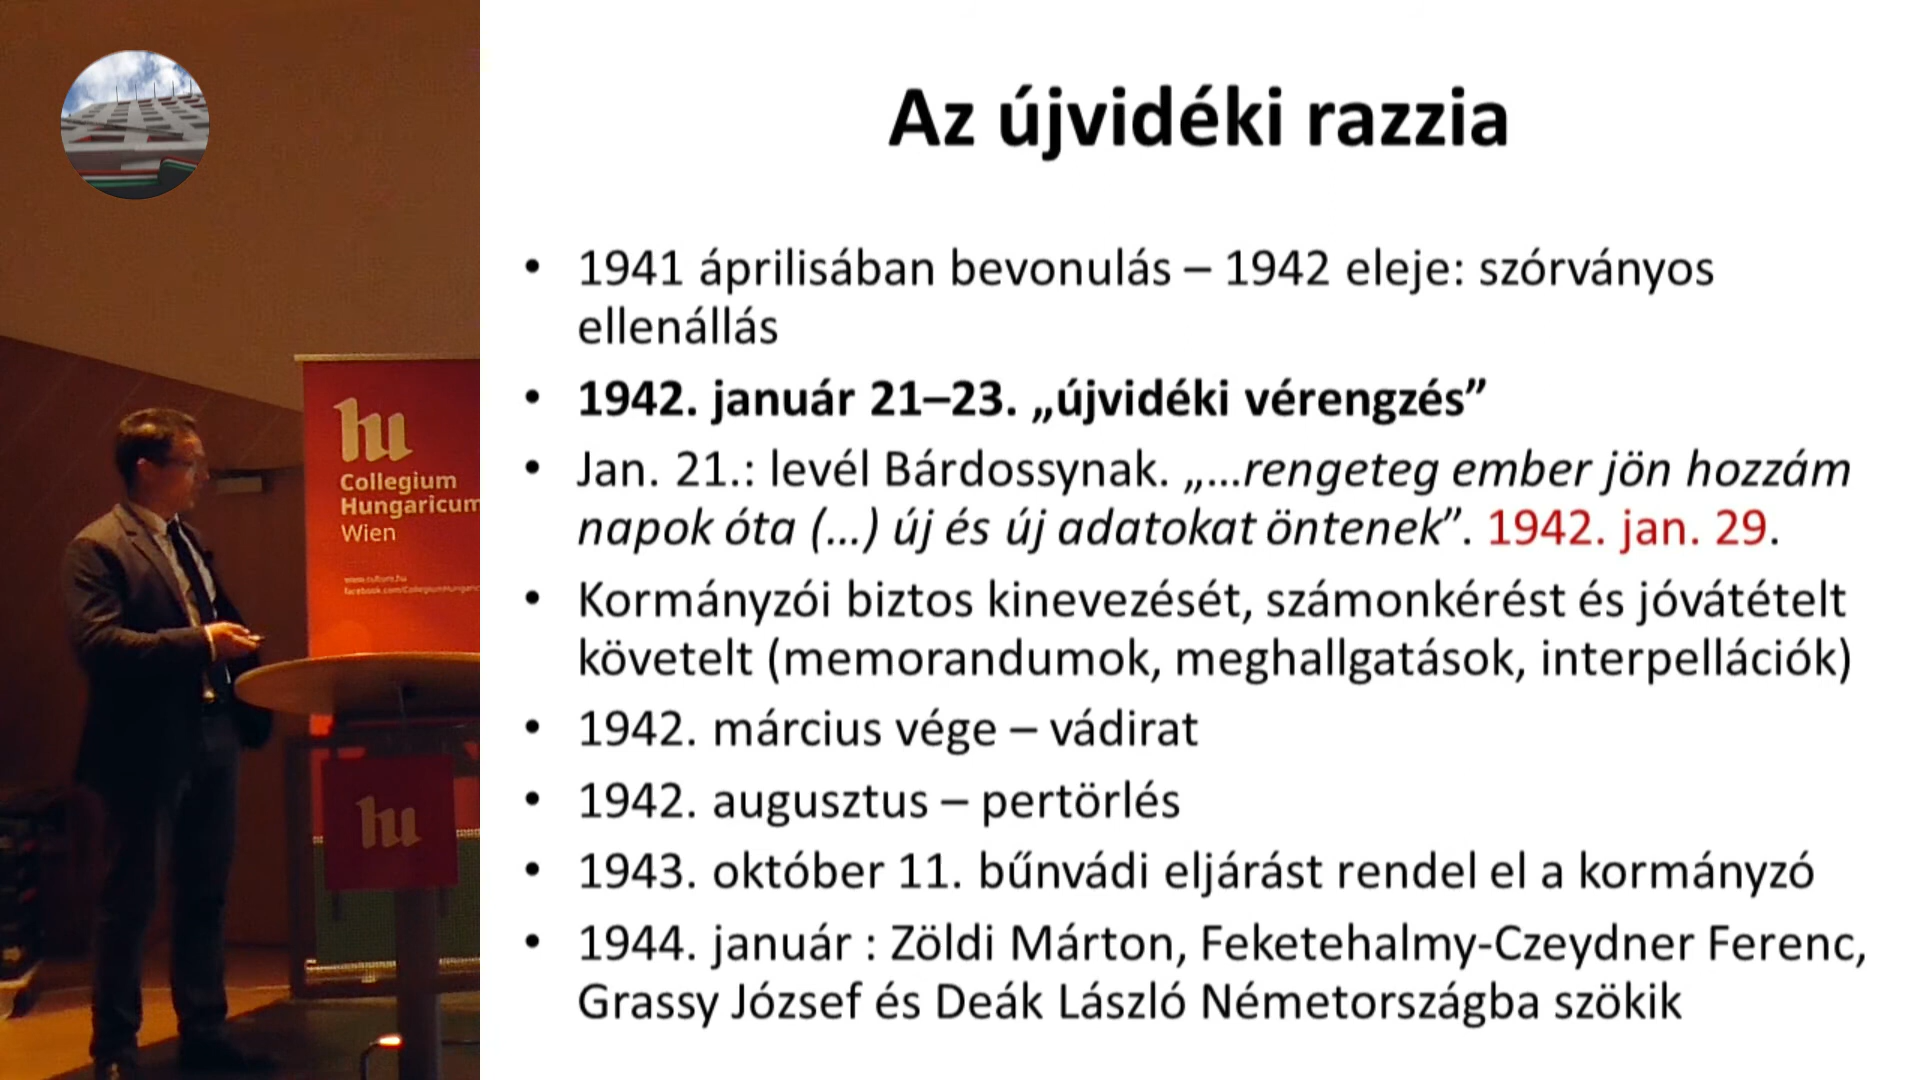 Az újvidéki razzia
• 1941 áprilisában bevonulás – 1942 eleje: szórványos
ellenállás
• 1942. január 21–23. „újvidéki vérengzés”
• Jan. 21.: levél Bárdossynak. „…rengeteg ember jön hozzám
napok óta (…) új és új adatokat öntenek”. 1942. jan. 29.
• Kormányzói biztos kinevezését, számonkérést és jóvátételt
követelt (memorandumok, meghallgatások, interpellációk)
• 1942. március vége – vádirat
• 1942. augusztus – pertörlés
• 1943. október 11. bűnvádi eljárást rendel el a kormányzó
• 1944. január : Zöldi Márton, Feketehalmy-Czeydner Ferenc,
Grassy József és Deák László Németországba szökik
hu
Collegium
Hungaricum
Wien
hu